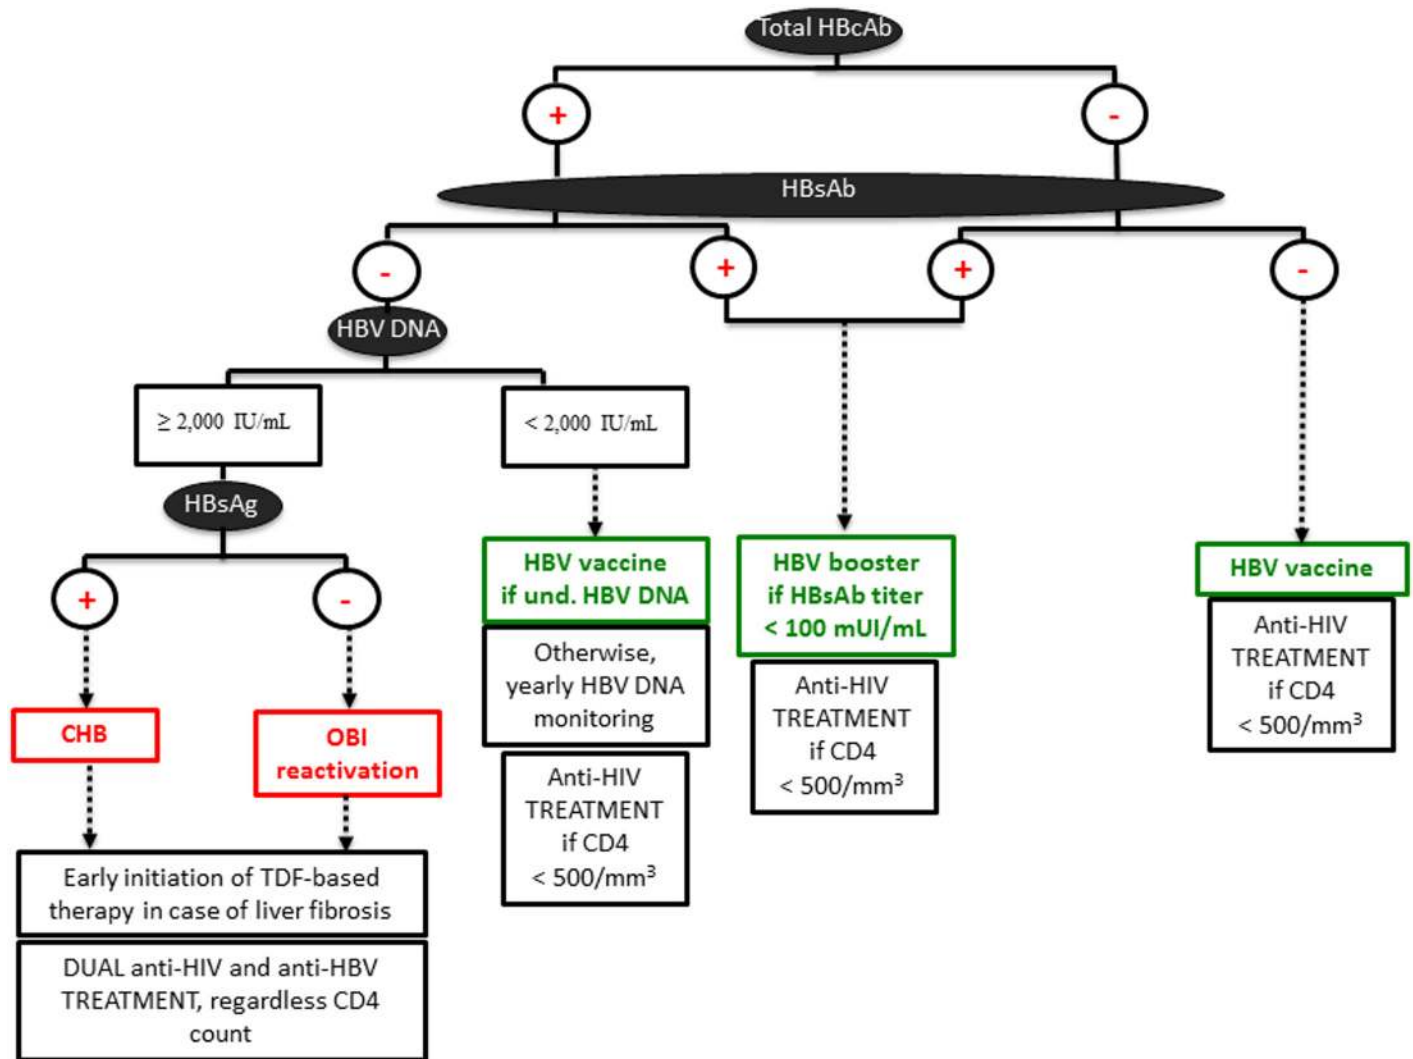 Total HBcAb
+
-
HBsAb
-
+
+
-
HBV DNA
≥ 2,000 IU/mL
< 2,000 IU/mL
HBsAg
+
-
CHB
OBI
reactivation
Early initiation of TDF-based
therapy in case of liver fibrosis
DUAL anti-HIV and anti-HBV
TREATMENT, regardless CD4
count
HBV vaccine
if und. HBV DNA
Otherwise,
yearly HBV DNA
monitoring
Anti-HIV
TREATMENT
if CD4
< 500/mm³
HBV booster
if HBsAb titer
< 100 mUI/mL
Anti-HIV
TREATMENT
if CD4
< 500/mm³
HBV vaccine
Anti-HIV
TREATMENT
if CD4
< 500/mm³